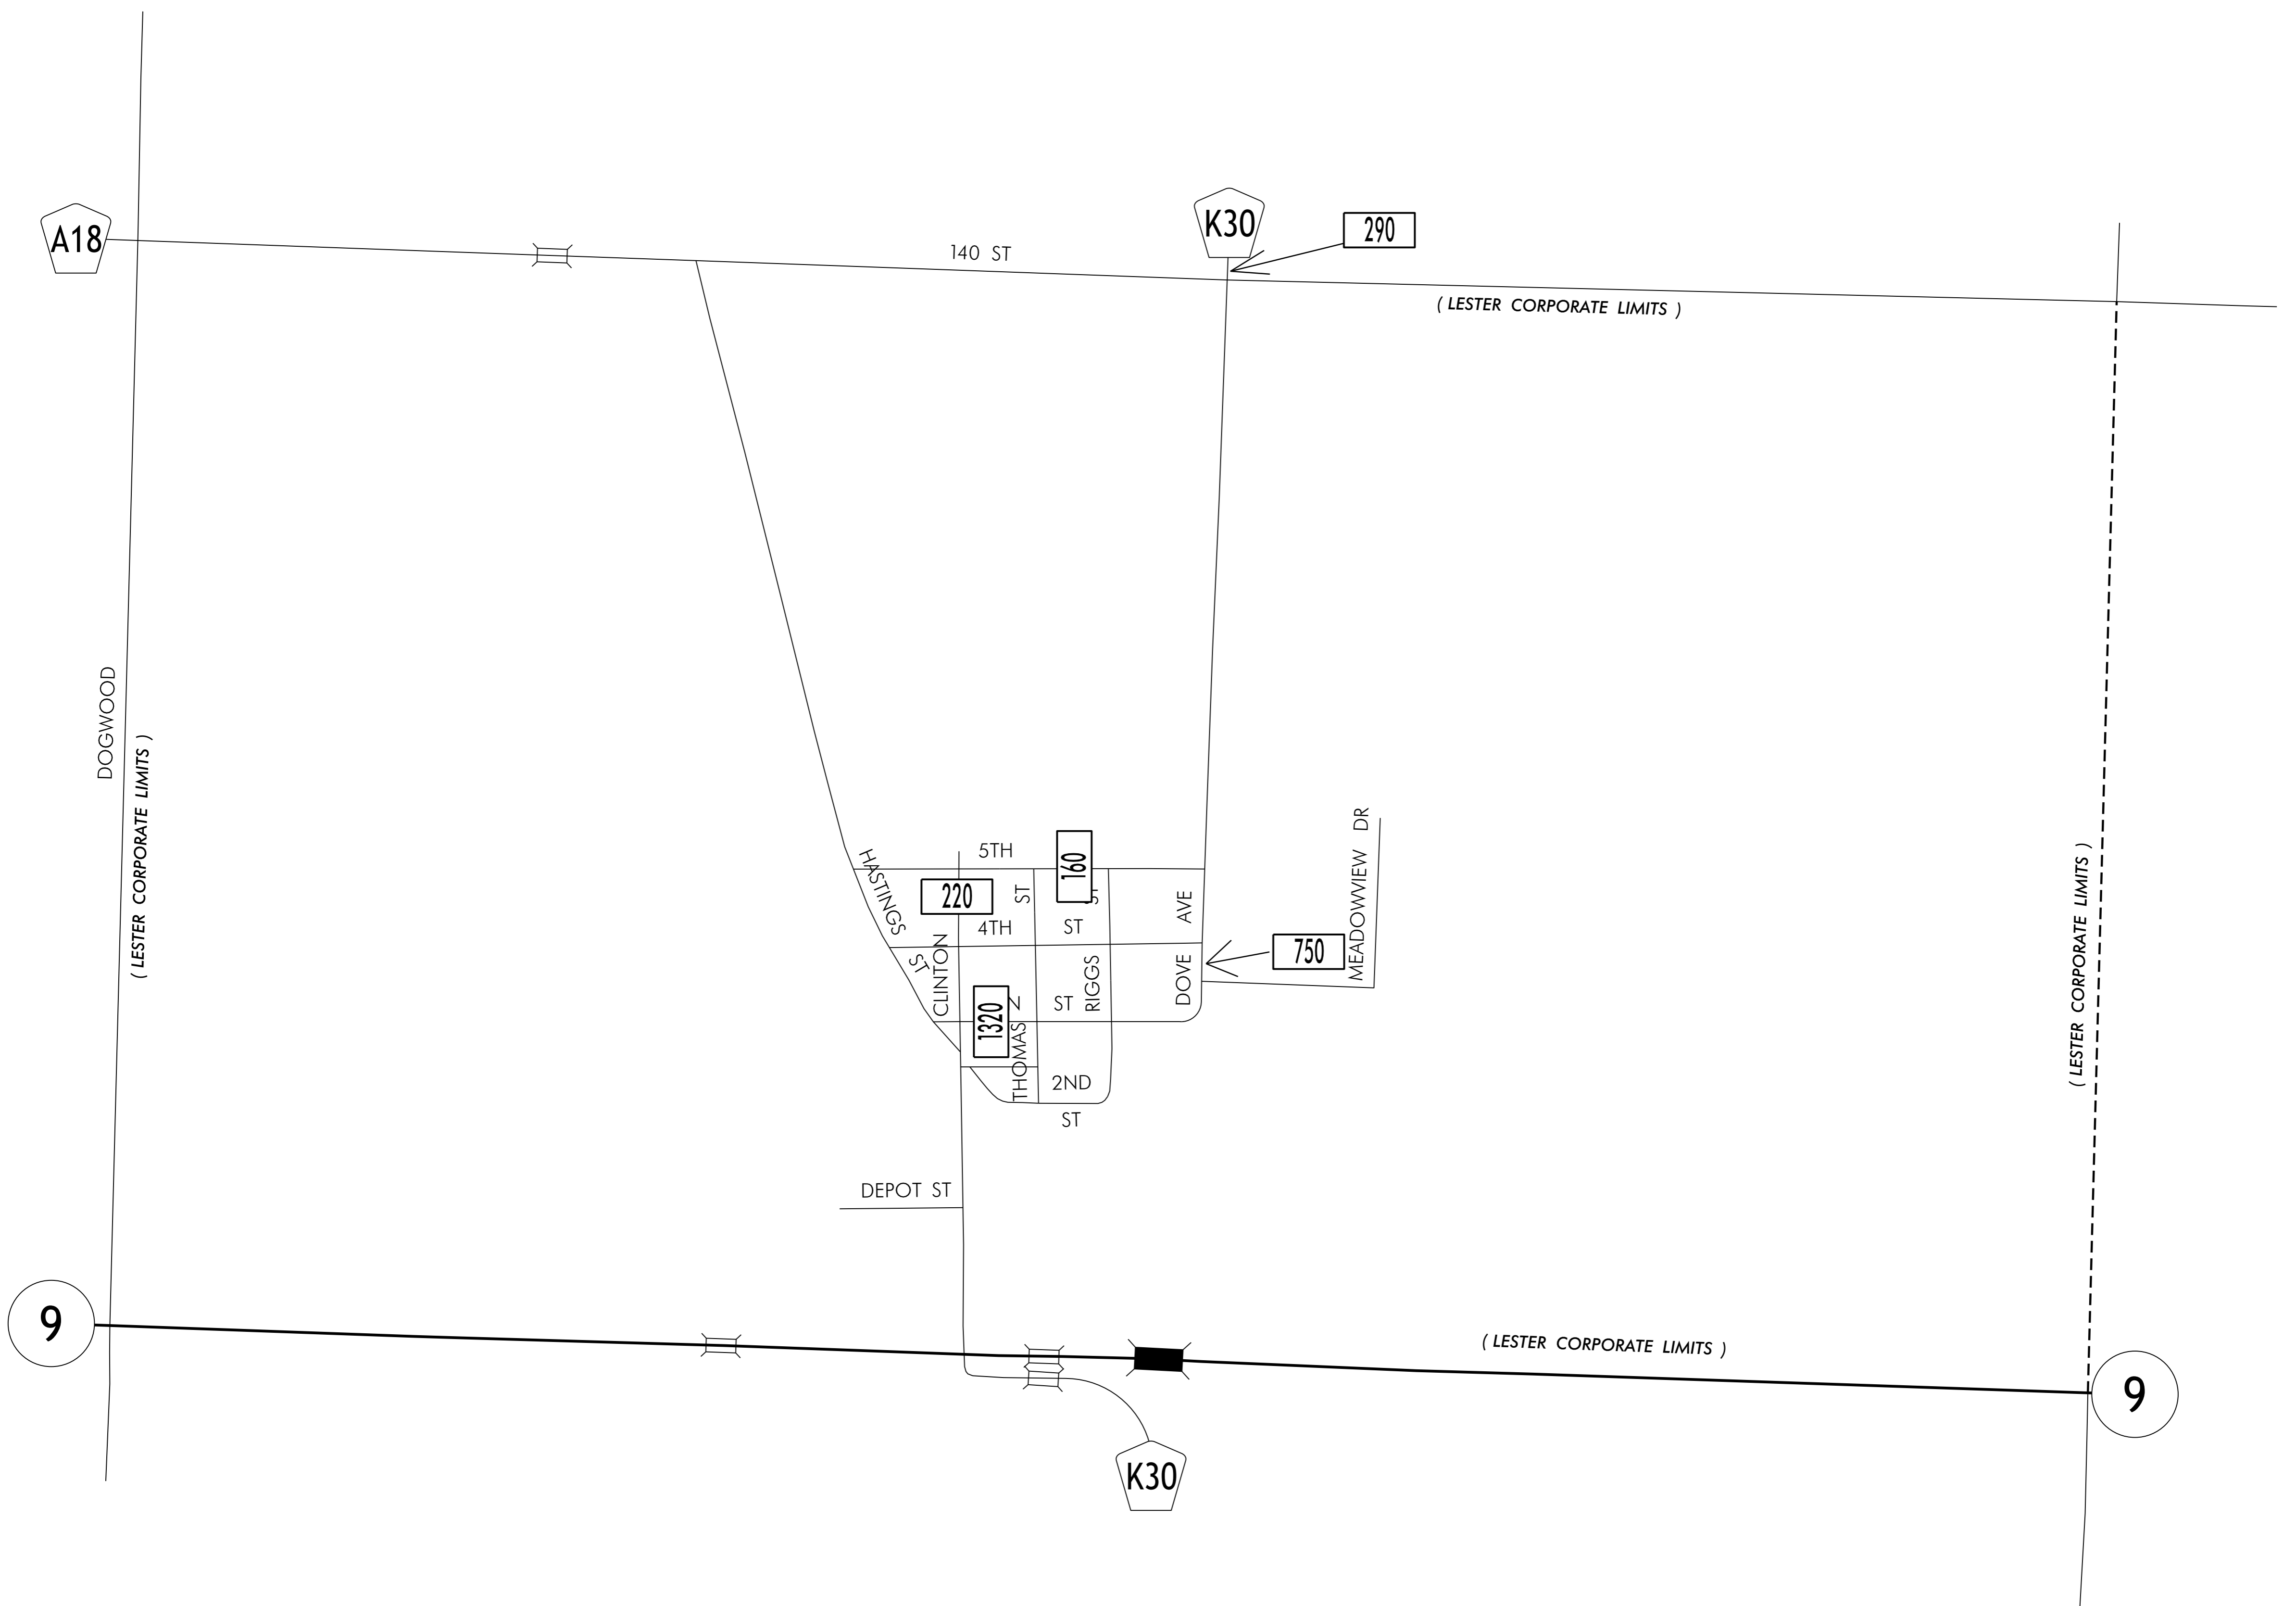 K30
290
A18
140 ST
( LESTER CORPORATE LIMITS )
DOGWOOD
( LESTER CORPORATE LIMITS )
MEADOWVIEW DR
5TH
160
HASTINGS ST
220
ST
ST
AVE
4TH
ST
CLINTON
750
RIGGS
DOVE
1320
ST
THOMAS
2ND
ST
( LESTER CORPORATE LIMITS )
DEPOT ST
9
( LESTER CORPORATE LIMITS )
9
K30